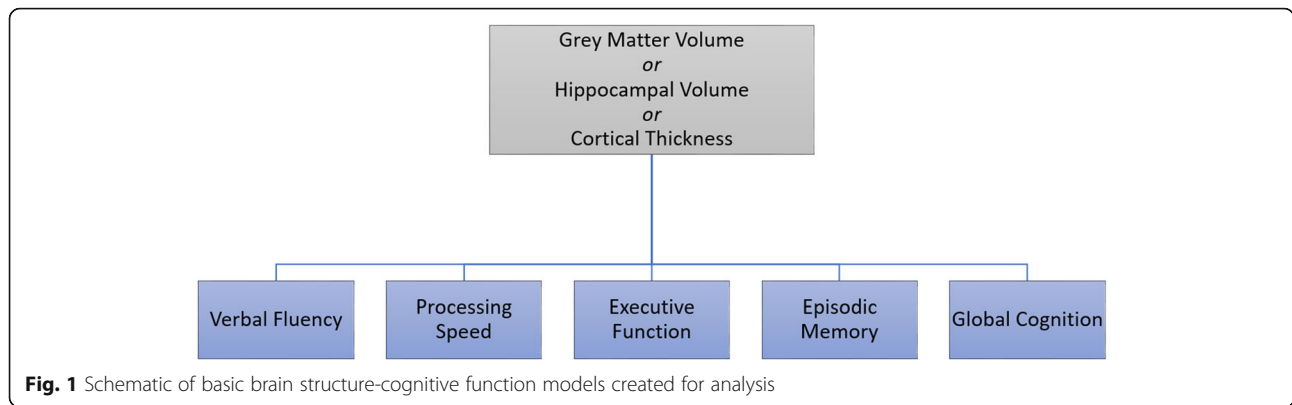 Grey Matter Volume
or
Hippocampal Volume
or
Cortical Thickness
Verbal Fluency
Processing
Speed
Executive
Function
Episodic
Memory
Global Cognition
Fig. 1 Schematic of basic brain structure-cognitive function models created for analysis